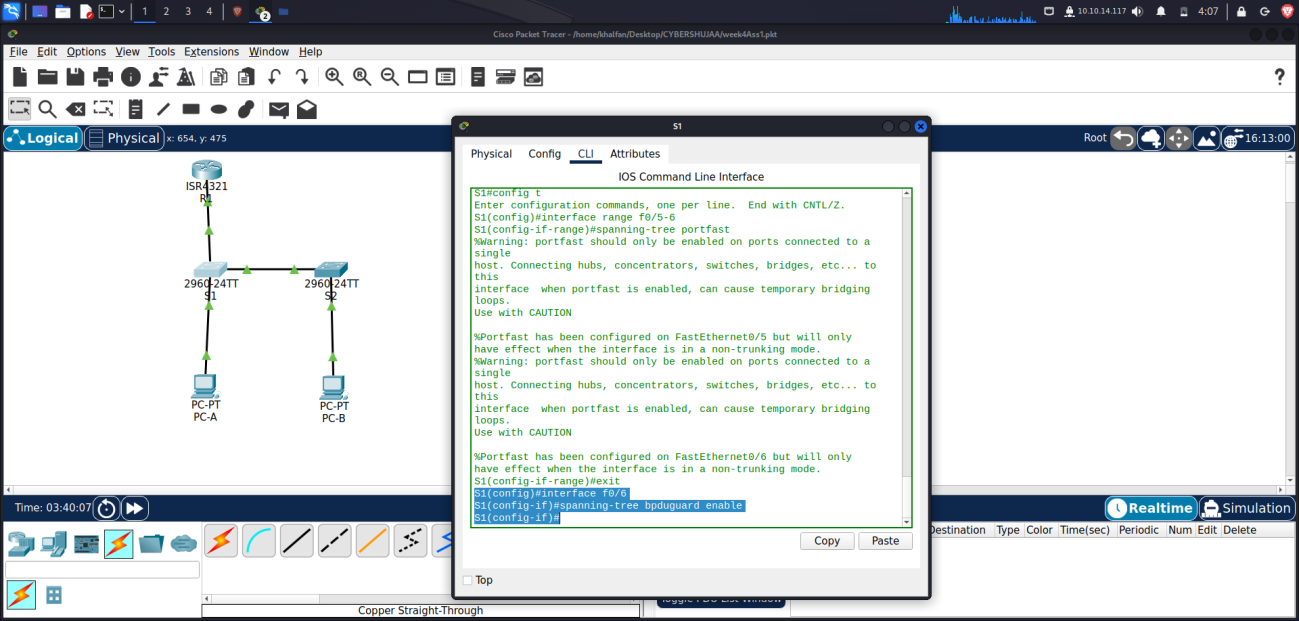 1 2 3 4
2
10.10.14.117
4:07
Cisco Packet Tracer - /home/khalfan/Desktop/CYBERSHUJAA/week4Ass1.pkt
File Edit Options View Tools Extensions Window Help
Logical Physical x: 654, y: 475
Root 16:13:00
ISR4321
R1
2960-24TT
S1
2960-24TT
S2
PC-PT
PC-A
PC-PT
PC-B
S1
Physical Config CLI Attributes
IOS Command Line Interface
S1#config t
Enter configuration commands, one per line. End with CNTL/Z.
S1(config)#interface range f0/5-6
S1(config-if-range)#spanning-tree portfast
%Warning: portfast should only be enabled on ports connected to a
single
host. Connecting hubs, concentrators, switches, bridges, etc... to
this
interface when portfast is enabled, can cause temporary bridging
loops.
Use with CAUTION
%Portfast has been configured on FastEthernet0/5 but will only
have effect when the interface is in a non-trunking mode.
%Warning: portfast should only be enabled on ports connected to a
single
host. Connecting hubs, concentrators, switches, bridges, etc... to
this
interface when portfast is enabled, can cause temporary bridging
loops.
Use with CAUTION
%Portfast has been configured on FastEthernet0/6 but will only
have effect when the interface is in a non-trunking mode.
S1(config-if-range)#exit
S1(config)#interface f0/6
S1(config-if)#spanning-tree bpduguard enable
S1(config-if)#
Copy Paste
Top
Time: 03:40:07
Realtime Simulation
Destination Type Color Time(sec) Periodic Num Edit Delete
Copper Straight-Through
Toggle PDU List Window